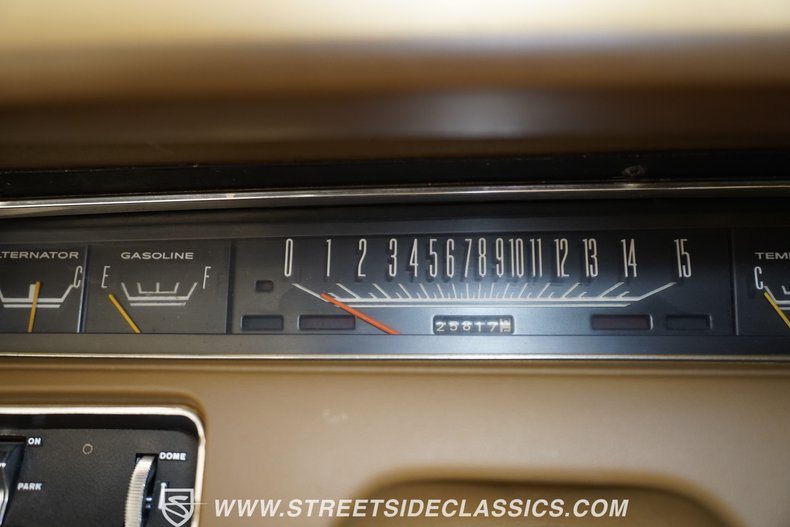 LTERNATOR
C
GASOLINE
E F
0 1 2 3 4 5 6 7 8 9 10 11 12 13 14 15
25817
TEMP
C
ON
PARK
DOME
WWW.STREETSIDECLASSICS.COM